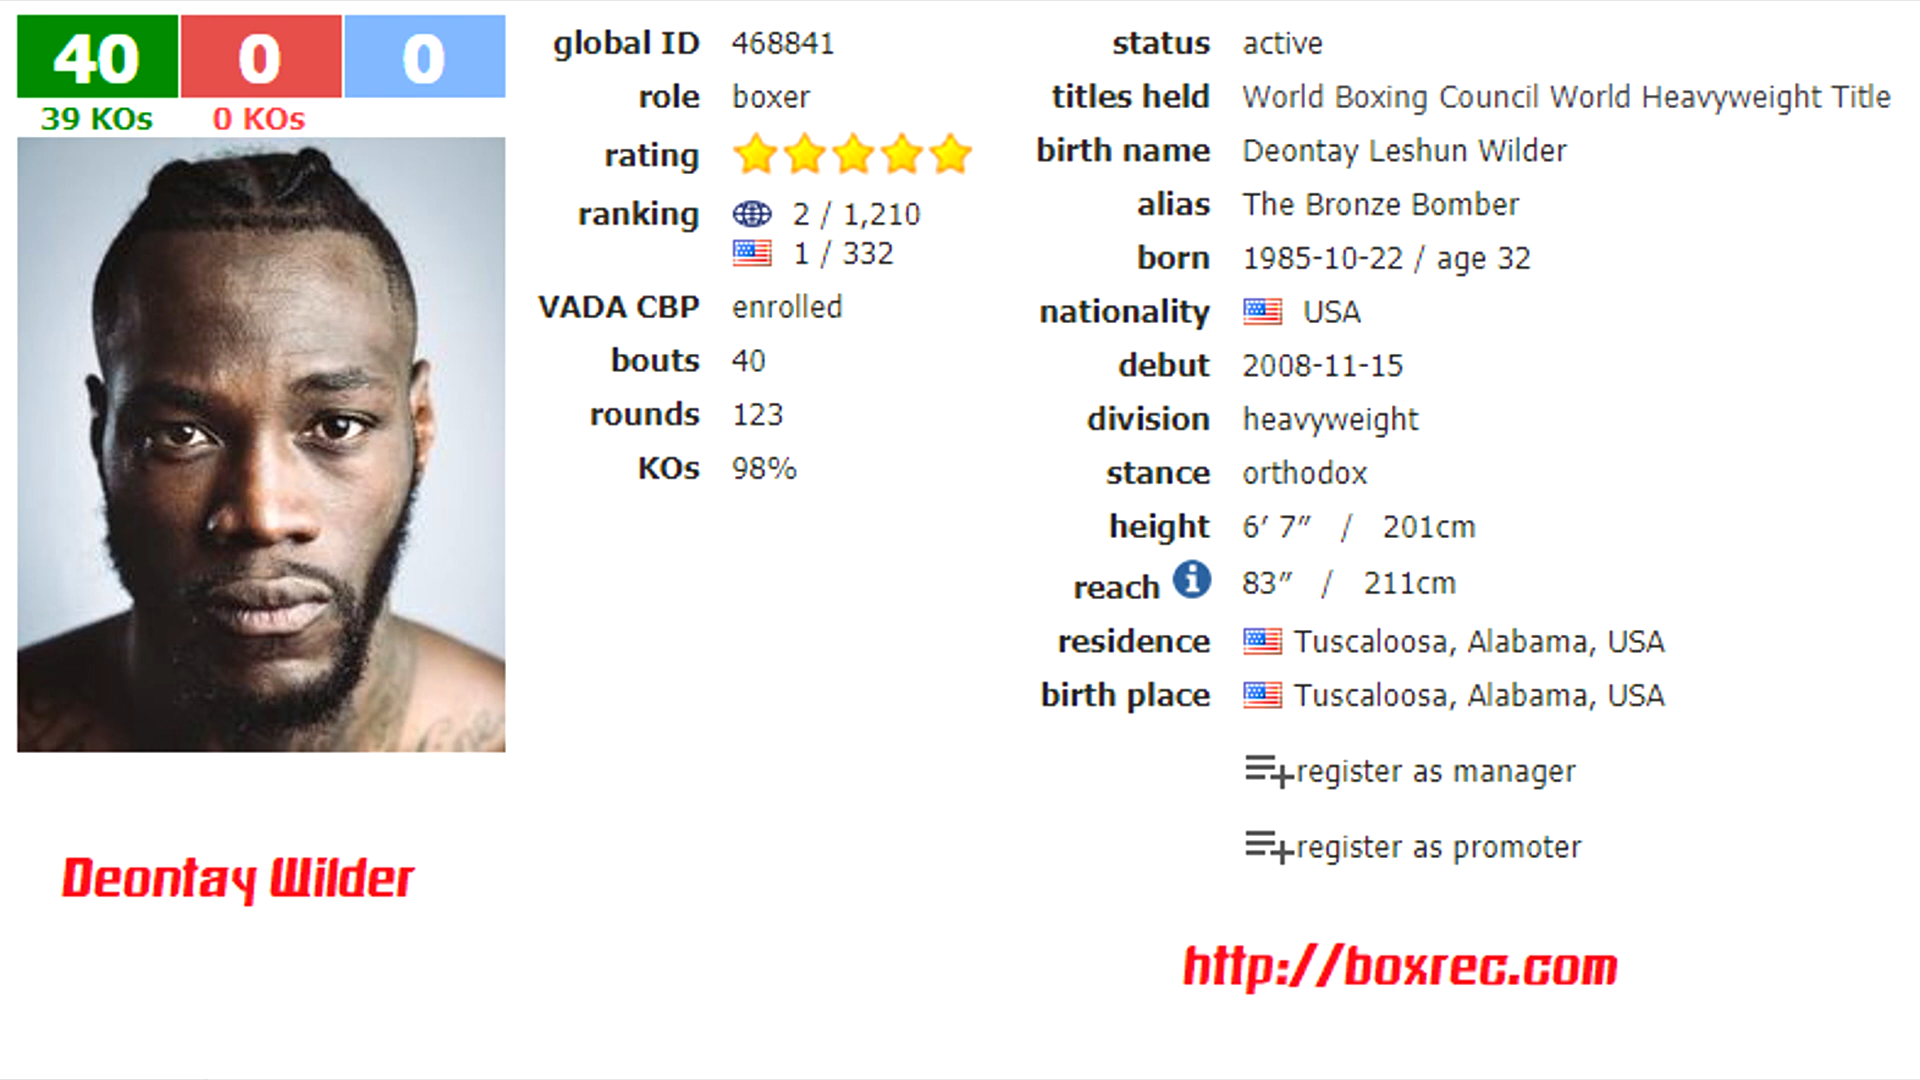 40 0 0
39 KOs 0 KOs
global ID 468841
role boxer
rating
ranking 2 / 1,210
1 / 332
VADA CBP enrolled
bouts 40
rounds 123
KOs 98%
status active
titles held World Boxing Council World Heavyweight Title
birth name Deontay Leshun Wilder
alias The Bronze Bomber
born 1985-10-22 / age 32
nationality USA
debut 2008-11-15
division heavyweight
stance orthodox
height 6′ 7″ / 201cm
reach i 83″ / 211cm
residence Tuscaloosa, Alabama, USA
birth place Tuscaloosa, Alabama, USA
register as manager
register as promoter
Deontay Wilder
http://boxrec.com